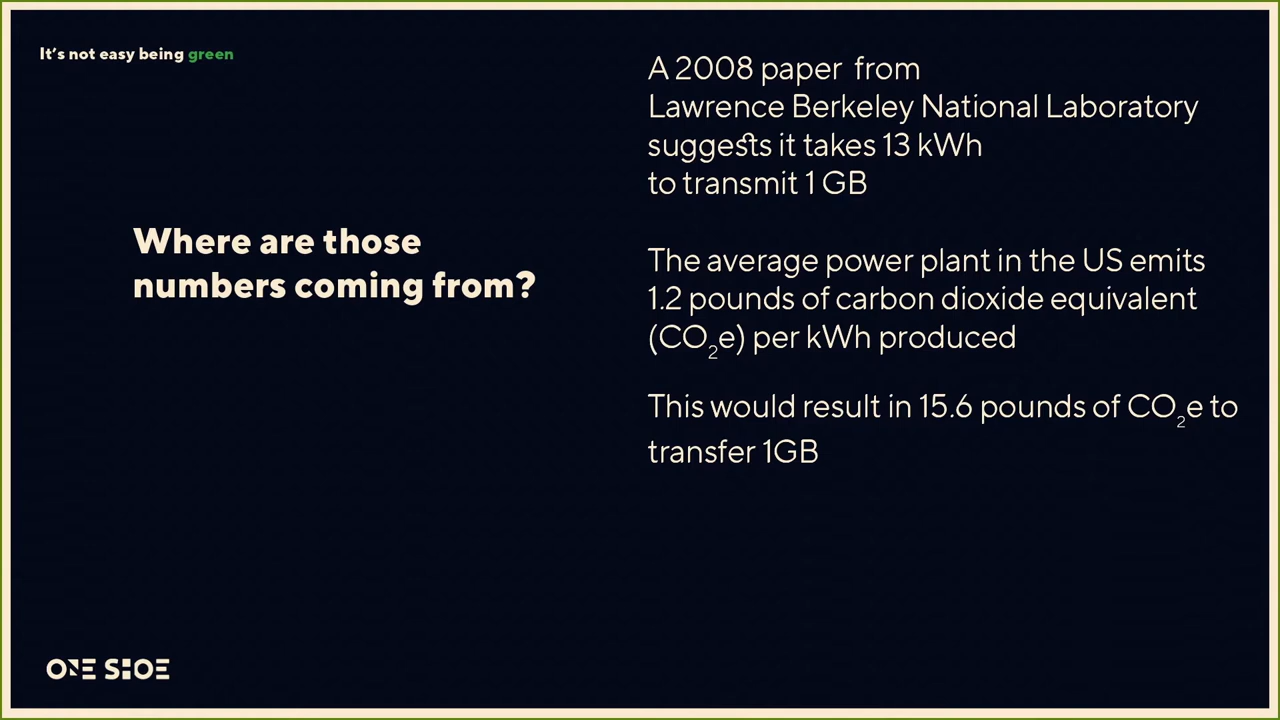 It's not easy being green
A 2008 paper from
Lawrence Berkeley National Laboratory
suggests it takes 13 kWh
to transmit 1 GB
Where are those
numbers coming from?
The average power plant in the US emits
1.2 pounds of carbon dioxide equivalent
(CO₂e) per kWh produced
This would result in 15.6 pounds of CO₂e to
transfer 1GB
ONE SHOE